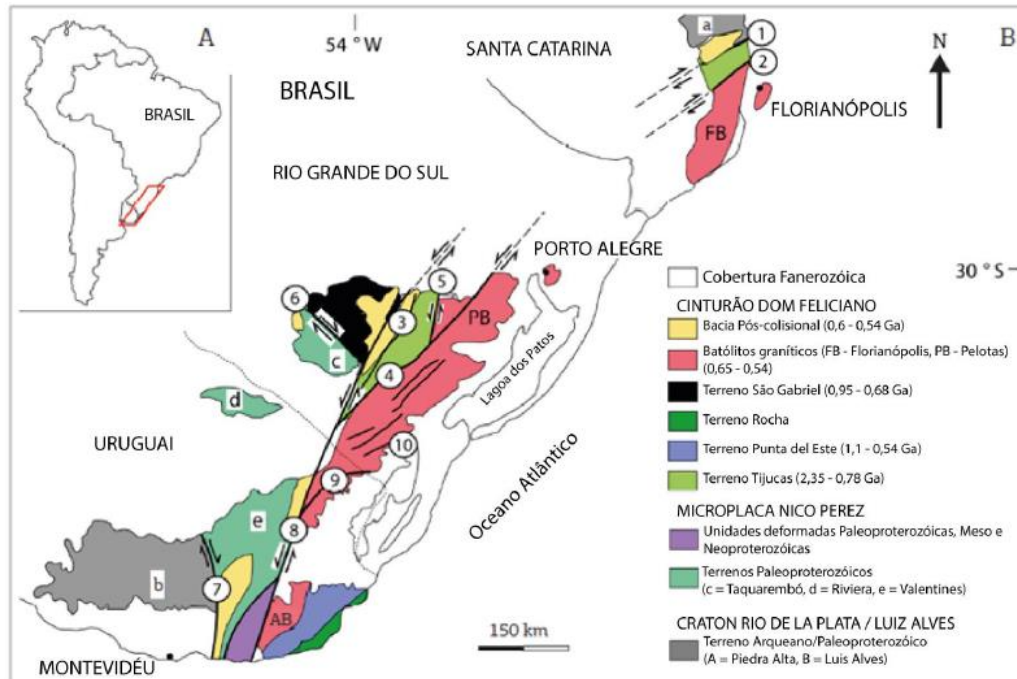 A
BRASIL
54 ° W
SANTA CATARINA
BRASIL
RIO GRANDE DO SUL
B
N
a
1
2
FLORIANÓPOLIS
FB
PORTO ALEGRE
30 ° S
5
6
3
PB
c
4
Lagoa dos Patos
d
URUGUAI
10
9
Oceano Atlântico
e
8
b
7
AB
150 km
MONTEVIDÉU
Cobertura Fanerozóica
CINTURÃO DOM FELICIANO
Bacia Pós-colisional (0,6 - 0,54 Ga)
Batólitos graníticos (FB - Florianópolis, PB - Pelotas)
(0,65 - 0,54)
Terreno São Gabriel (0,95 - 0,68 Ga)
Terreno Rocha
Terreno Punta del Este (1,1 - 0,54 Ga)
Terreno Tijucas (2,35 - 0,78 Ga)
MICROPLACA NICO PEREZ
Unidades deformadas Paleoproterozóicas, Meso e
Neoproterozóicas
Terrenos Paleoproterozóicos
(c = Taquarembó, d = Riviera, e = Valentines)
CRATON RIO DE LA PLATA / LUIZ ALVES
Terreno Arqueano/Paleoproterozóico
(A = Piedra Alta, B = Luis Alves)